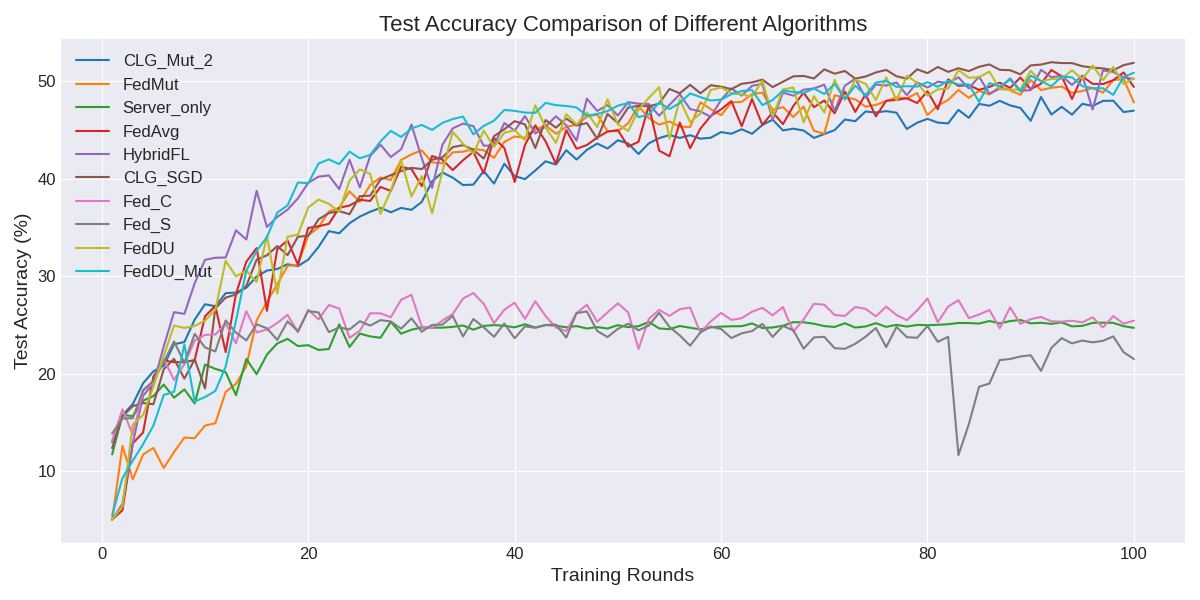 Test Accuracy Comparison of Different Algorithms
Test Accuracy (%)
50
40
30
20
10
CLG_Mut_2
FedMut
Server_only
FedAvg
HybridFL
CLG_SGD
Fed_C
Fed_S
FedDU
FedDU_Mut
0 20 40 60 80 100
Training Rounds